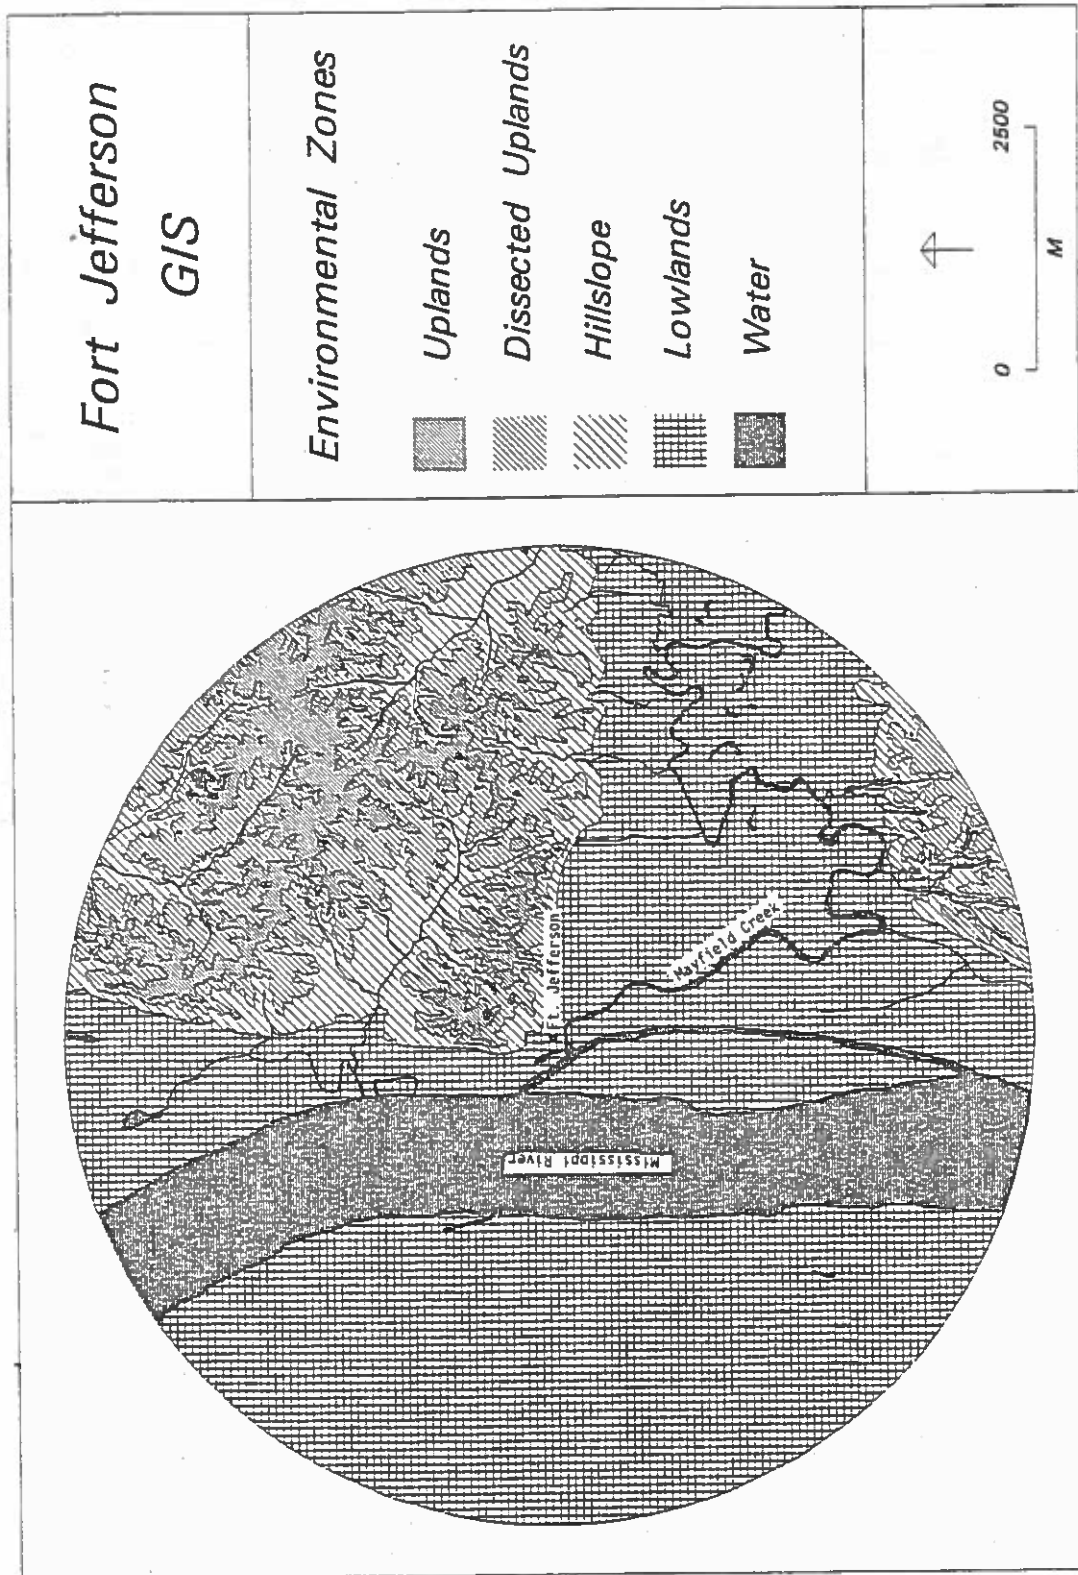 Fort Jefferson
GIS
Environmental Zones
Uplands
Dissected Uplands
Hillslope
Lowlands
Water
0 2500
M
Ft. Jefferson
Mayfield Creek
Mississippi
River